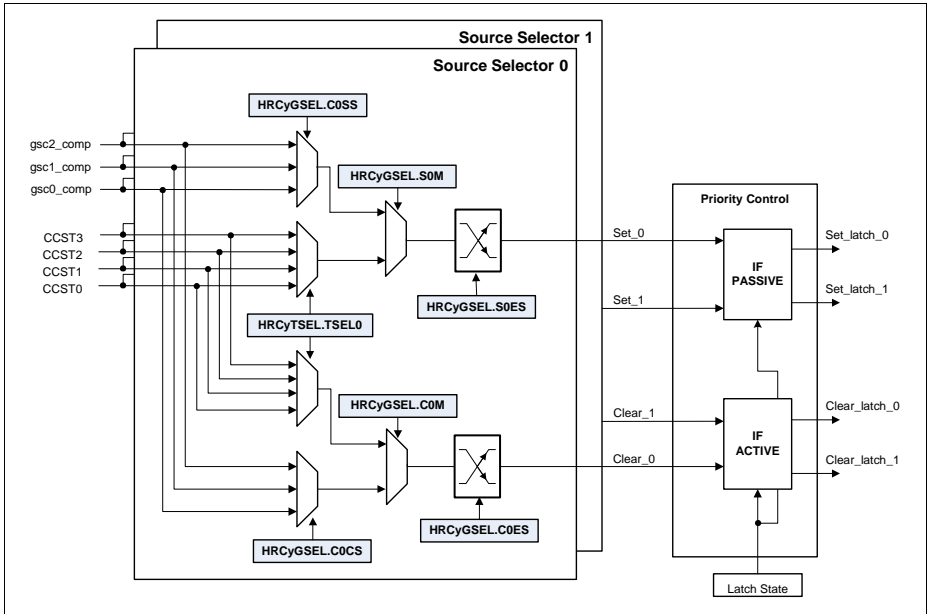 Source Selector 1
Source Selector 0
HRCyGSEL.C0SS
gsc2_comp
gsc1_comp
gsc0_comp
HRCyGSEL.S0M
Priority Control
CCST3
CCST2
CCST1
CCST0
Set_0
Set_1
IF
PASSIVE
Set_latch_0
Set_latch_1
HRCyGSEL.S0ES
HRCyTSEL.TSEL0
HRCyGSEL.C0M
Clear_1
Clear_0
IF
ACTIVE
Clear_latch_0
Clear_latch_1
HRCyGSEL.C0ES
HRCyGSEL.C0CS
Latch State